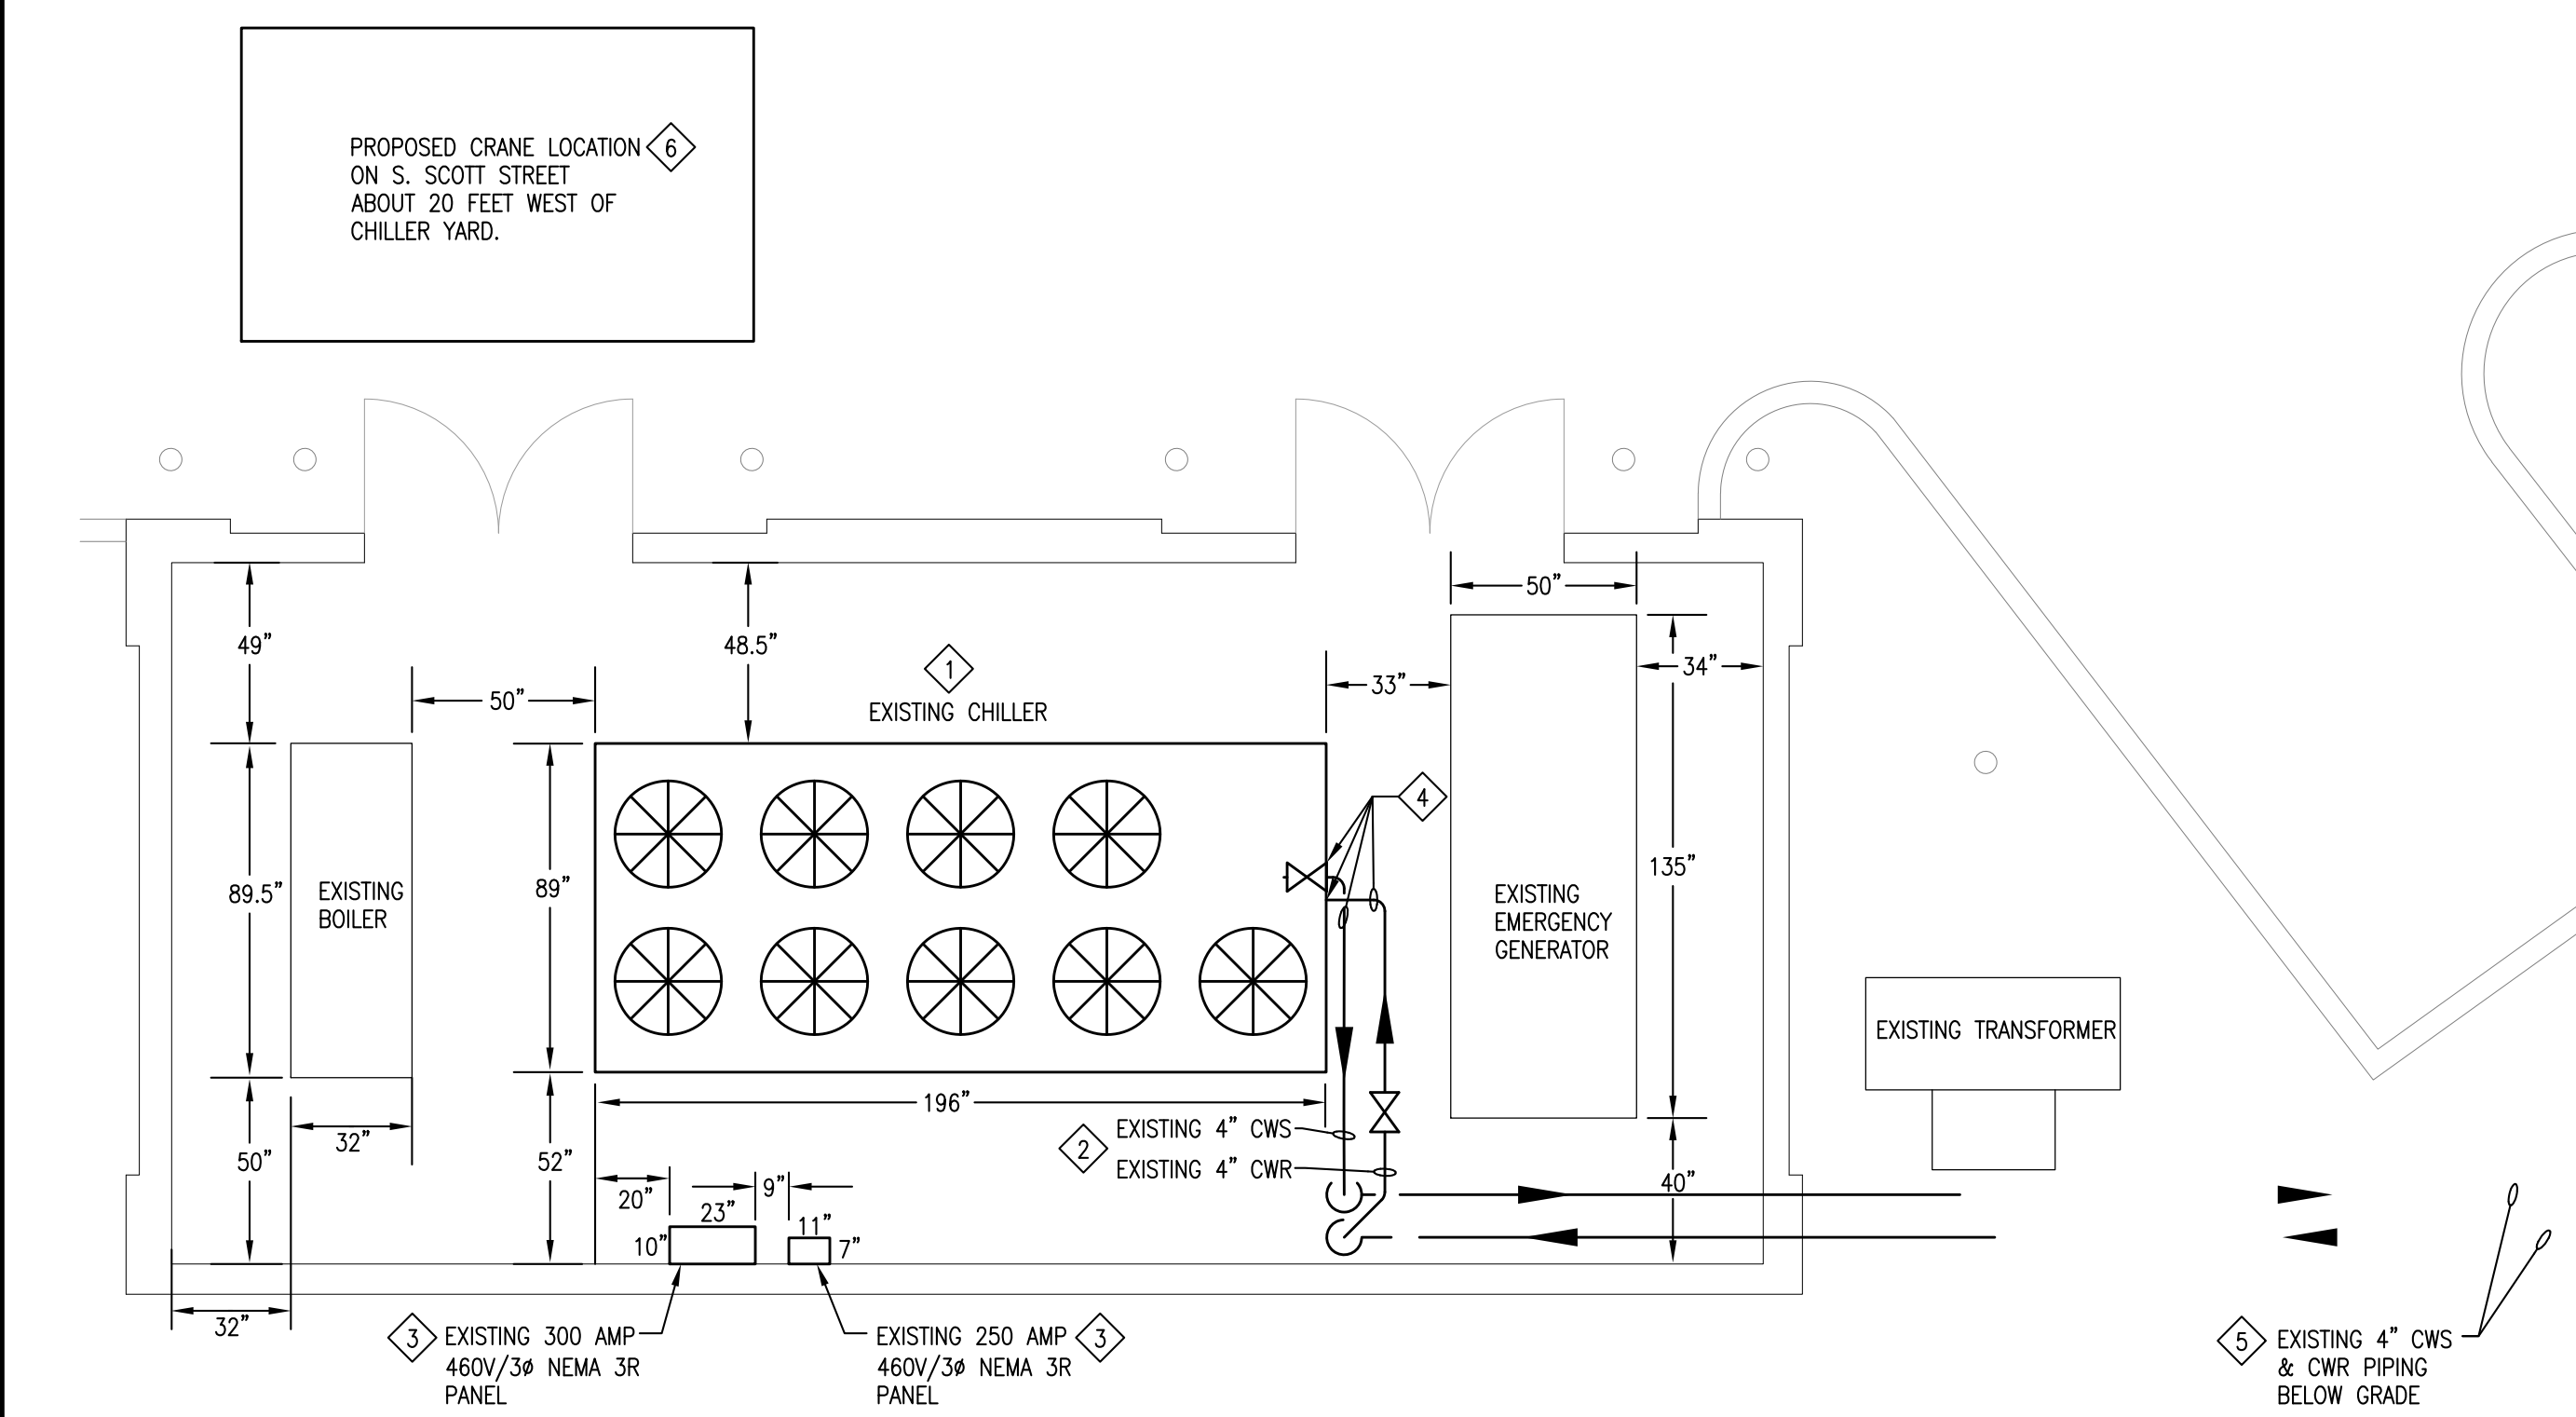 PROPOSED CRANE LOCATION 6
ON S. SCOTT STREET
ABOUT 20 FEET WEST OF
CHILLER YARD.
50”
49”
48.5”
34”
1
33”
50”
EXISTING CHILLER
4
135”
89.5”
EXISTING
BOILER
89”
EXISTING
EMERGENCY
GENERATOR
EXISTING TRANSFORMER
196”
32”
2
EXISTING 4” CWS
EXISTING 4” CWR
50”
52”
40”
20”
9”
23”
11”
10”
7”
32”
3 EXISTING 300 AMP
460V/3ø NEMA 3R
PANEL
EXISTING 250 AMP 3
460V/3ø NEMA 3R
PANEL
5 EXISTING 4” CWS
& CWR PIPING
BELOW GRADE